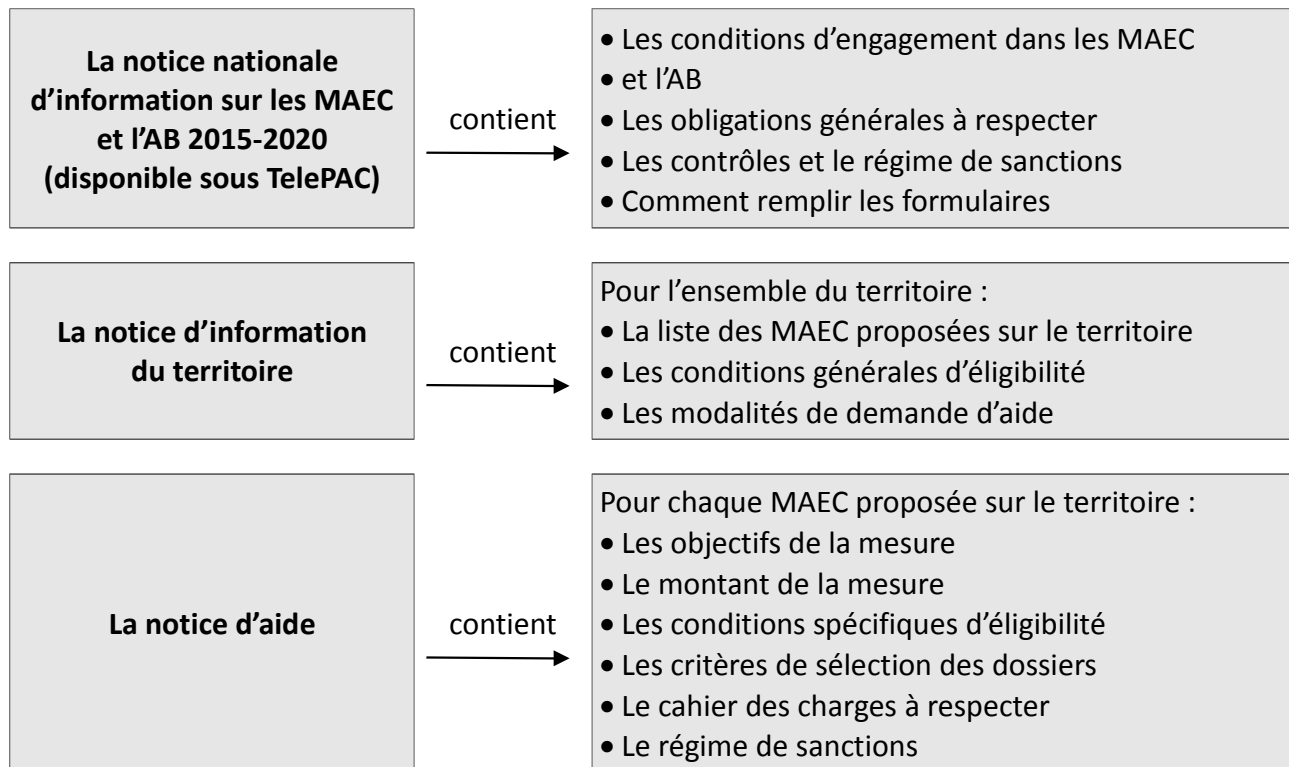 La notice nationale
d’information sur les MAEC
et l’AB 2015-2020
(disponible sous TelePAC)
contient
• Les conditions d’engagement dans les MAEC
• et l’AB
• Les obligations générales à respecter
• Les contrôles et le régime de sanctions
• Comment remplir les formulaires
La notice d’information
du territoire
contient
Pour l’ensemble du territoire :
• La liste des MAEC proposées sur le territoire
• Les conditions générales d’éligibilité
• Les modalités de demande d’aide
La notice d’aide
contient
Pour chaque MAEC proposée sur le territoire :
• Les objectifs de la mesure
• Le montant de la mesure
• Les conditions spécifiques d’éligibilité
• Les critères de sélection des dossiers
• Le cahier des charges à respecter
• Le régime de sanctions